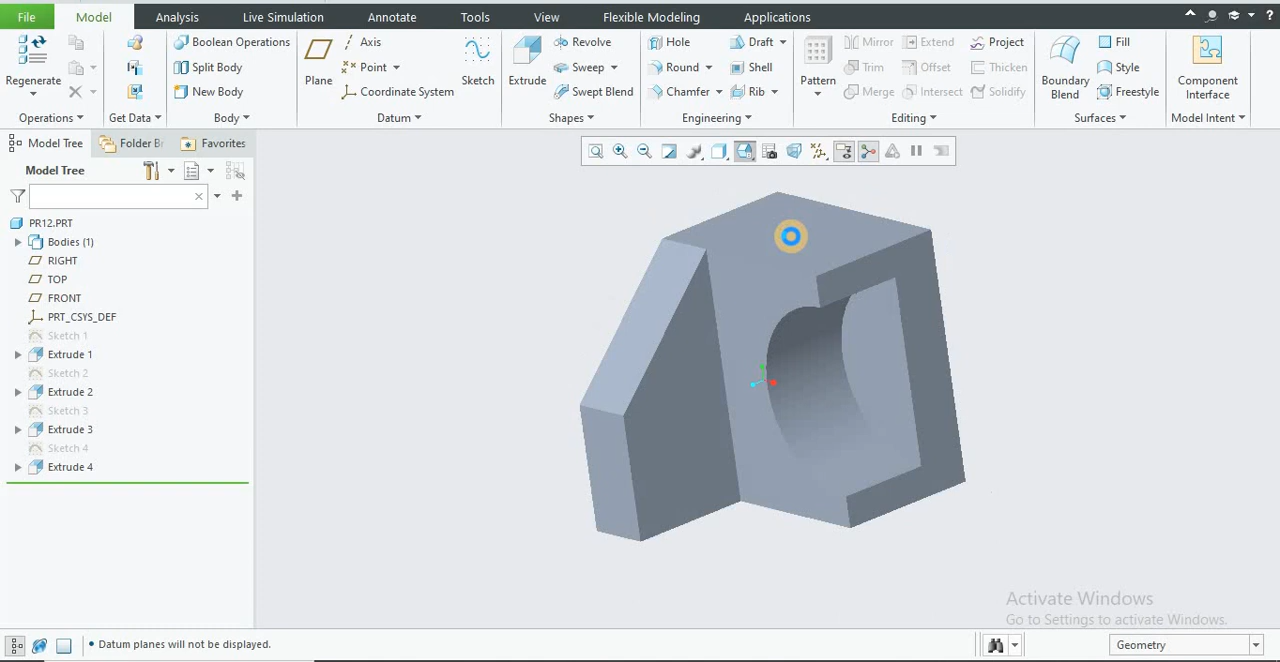 File Model Analysis Live Simulation Annotate Tools View Flexible Modeling Applications
Regenerate
Operations
Get Data
Boolean Operations
Split Body
New Body
Body
Plane
Axis
Point
Coordinate System
Sketch
Datum
Extrude
Revolve
Sweep
Swept Blend
Shapes
Hole
Round
Chamfer
Draft
Shell
Rib
Engineering
Pattern
Mirror
Trim
Merge
Extend
Offset
Intersect
Project
Thicken
Solidify
Editing
Boundary
Blend
Fill
Style
Freestyle
Surfaces
Component
Interface
Model Intent
Model Tree Folder Br Favorites
Model Tree
PR12.PRT
Bodies (1)
RIGHT
TOP
FRONT
PRT_CSYS_DEF
Sketch 1
Extrude 1
Sketch 2
Extrude 2
Sketch 3
Extrude 3
Sketch 4
Extrude 4
Activate Windows
Go to Settings to activate Windows.
• Datum planes will not be displayed.
Geometry